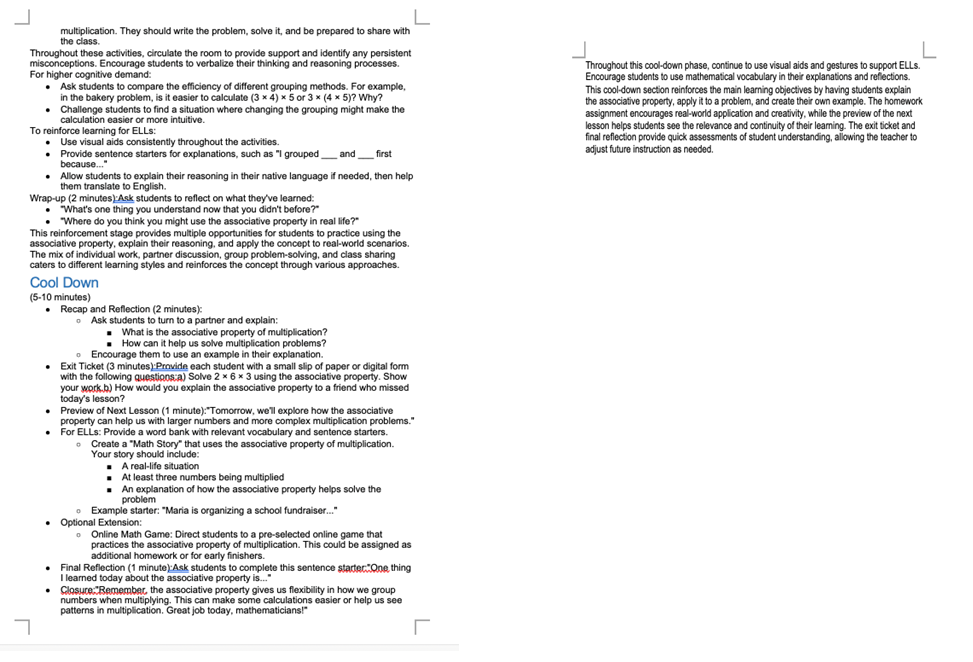 multiplication. They should write the problem, solve it, and be prepared to share with
the class.
Throughout these activities, circulate the room to provide support and identify any persistent
misconceptions. Encourage students to verbalize their thinking and reasoning processes.
For higher cognitive demand:
• Ask students to compare the efficiency of different grouping methods. For example,
in the bakery problem, is it easier to calculate (3 × 4) × 5 or 3 × (4 × 5)? Why?
• Challenge students to find a situation where changing the grouping might make the
calculation easier or more intuitive.
To reinforce learning for ELLs:
• Use visual aids consistently throughout the activities.
• Provide sentence starters for explanations, such as "I grouped ___ and ___ first
because..."
• Allow students to explain their reasoning in their native language if needed, then help
them translate to English.
Wrap-up (2 minutes):Ask students to reflect on what they've learned:
• "What's one thing you understand now that you didn't before?"
• "Where do you think you might use the associative property in real life?"
This reinforcement stage provides multiple opportunities for students to practice using the
associative property, explain their reasoning, and apply the concept to real-world scenarios.
The mix of individual work, partner discussion, group problem-solving, and class sharing
caters to different learning styles and reinforces the concept through various approaches.
Cool Down
(5-10 minutes)
• Recap and Reflection (2 minutes):
○ Ask students to turn to a partner and explain:
■ What is the associative property of multiplication?
■ How can it help us solve multiplication problems?
○ Encourage them to use an example in their explanation.
• Exit Ticket (3 minutes):Provide each student with a small slip of paper or digital form
with the following questions:a) Solve 2 × 6 × 3 using the associative property. Show
your work.b) How would you explain the associative property to a friend who missed
today's lesson?
• Preview of Next Lesson (1 minute):"Tomorrow, we'll explore how the associative
property can help us with larger numbers and more complex multiplication problems."
• For ELLs: Provide a word bank with relevant vocabulary and sentence starters.
○ Create a "Math Story" that uses the associative property of multiplication.
Your story should include:
■ A real-life situation
■ At least three numbers being multiplied
■ An explanation of how the associative property helps solve the
problem
○ Example starter: "Maria is organizing a school fundraiser..."
• Optional Extension:
○ Online Math Game: Direct students to a pre-selected online game that
practices the associative property of multiplication. This could be assigned as
additional homework or for early finishers.
• Final Reflection (1 minute):Ask students to complete this sentence starter:"One thing
I learned today about the associative property is..."
• Closure:"Remember, the associative property gives us flexibility in how we group
numbers when multiplying. This can make some calculations easier or help us see
patterns in multiplication. Great job today, mathematicians!"
Throughout this cool-down phase, continue to use visual aids and gestures to support ELLs.
Encourage students to use mathematical vocabulary in their explanations and reflections.
This cool-down section reinforces the main learning objectives by having students explain
the associative property, apply it to a problem, and create their own example. The homework
assignment encourages real-world application and creativity, while the preview of the next
lesson helps students see the relevance and continuity of their learning. The exit ticket and
final reflection provide quick assessments of student understanding, allowing the teacher to
adjust future instruction as needed.